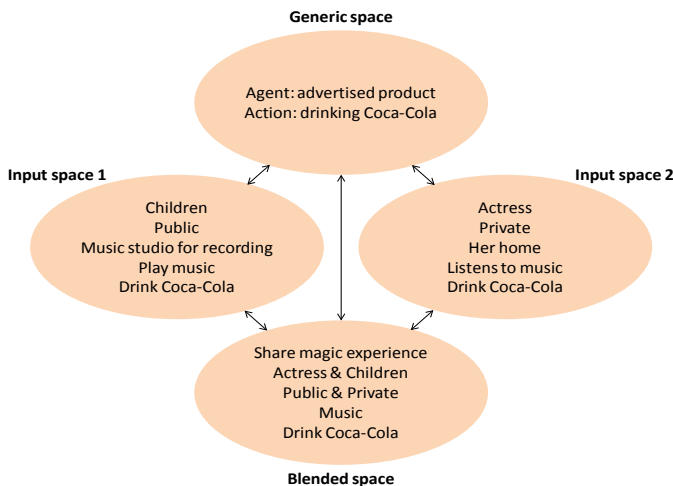 Generic space
Agent: advertised product
Action: drinking Coca-Cola
Input space 1
Children
Public
Music studio for recording
Play music
Drink Coca-Cola
Input space 2
Actress
Private
Her home
Listens to music
Drink Coca-Cola
Share magic experience
Actress & Children
Public & Private
Music
Drink Coca-Cola
Blended space